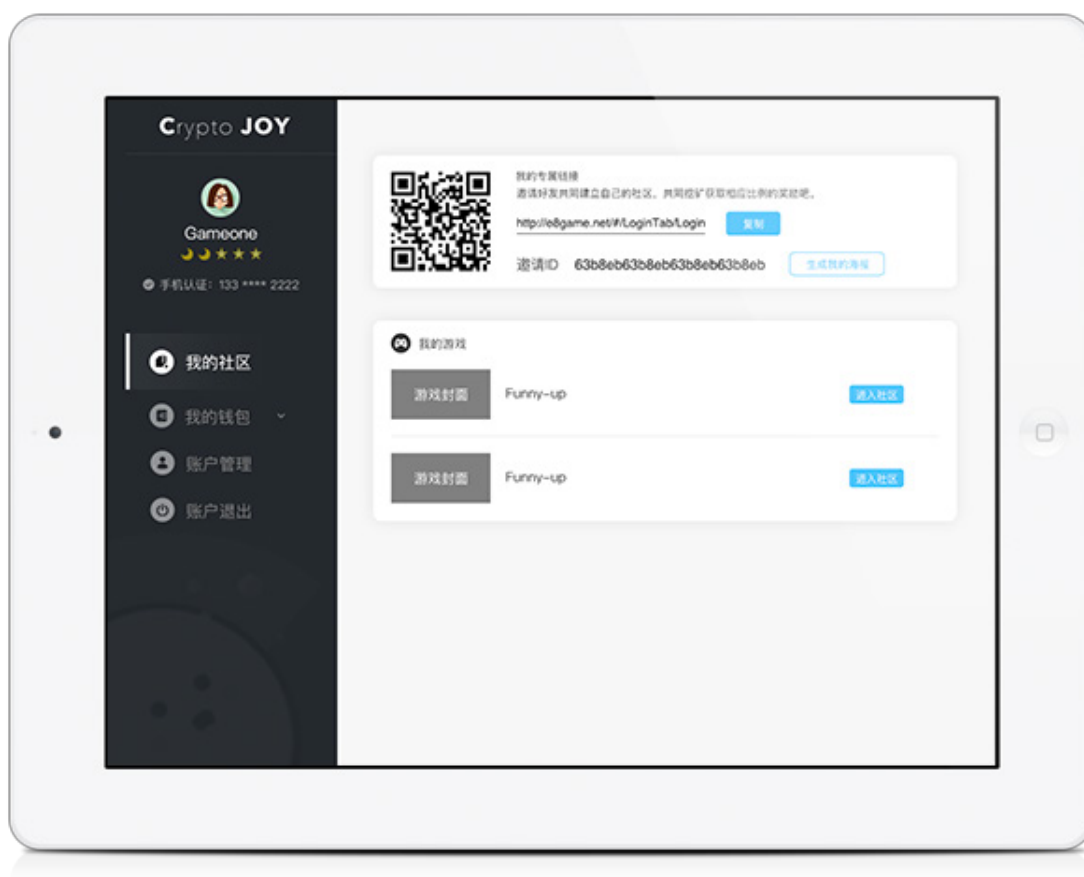 Crypto JOY
Gameone
手机认证：133 **** 2222
我的社区
我的钱包
账户管理
账户退出
我的专属链接
邀请好友共同建立自己的社区，共同挖矿获取相应比例的奖励吧。
http://e8game.net/#/LoginTab/Login
复制
邀请ID 63b8eb63b8eb63b8eb63b8eb
生成我的海报
我的游戏
游戏封面 Funny-up 进入社区
游戏封面 Funny-up 进入社区